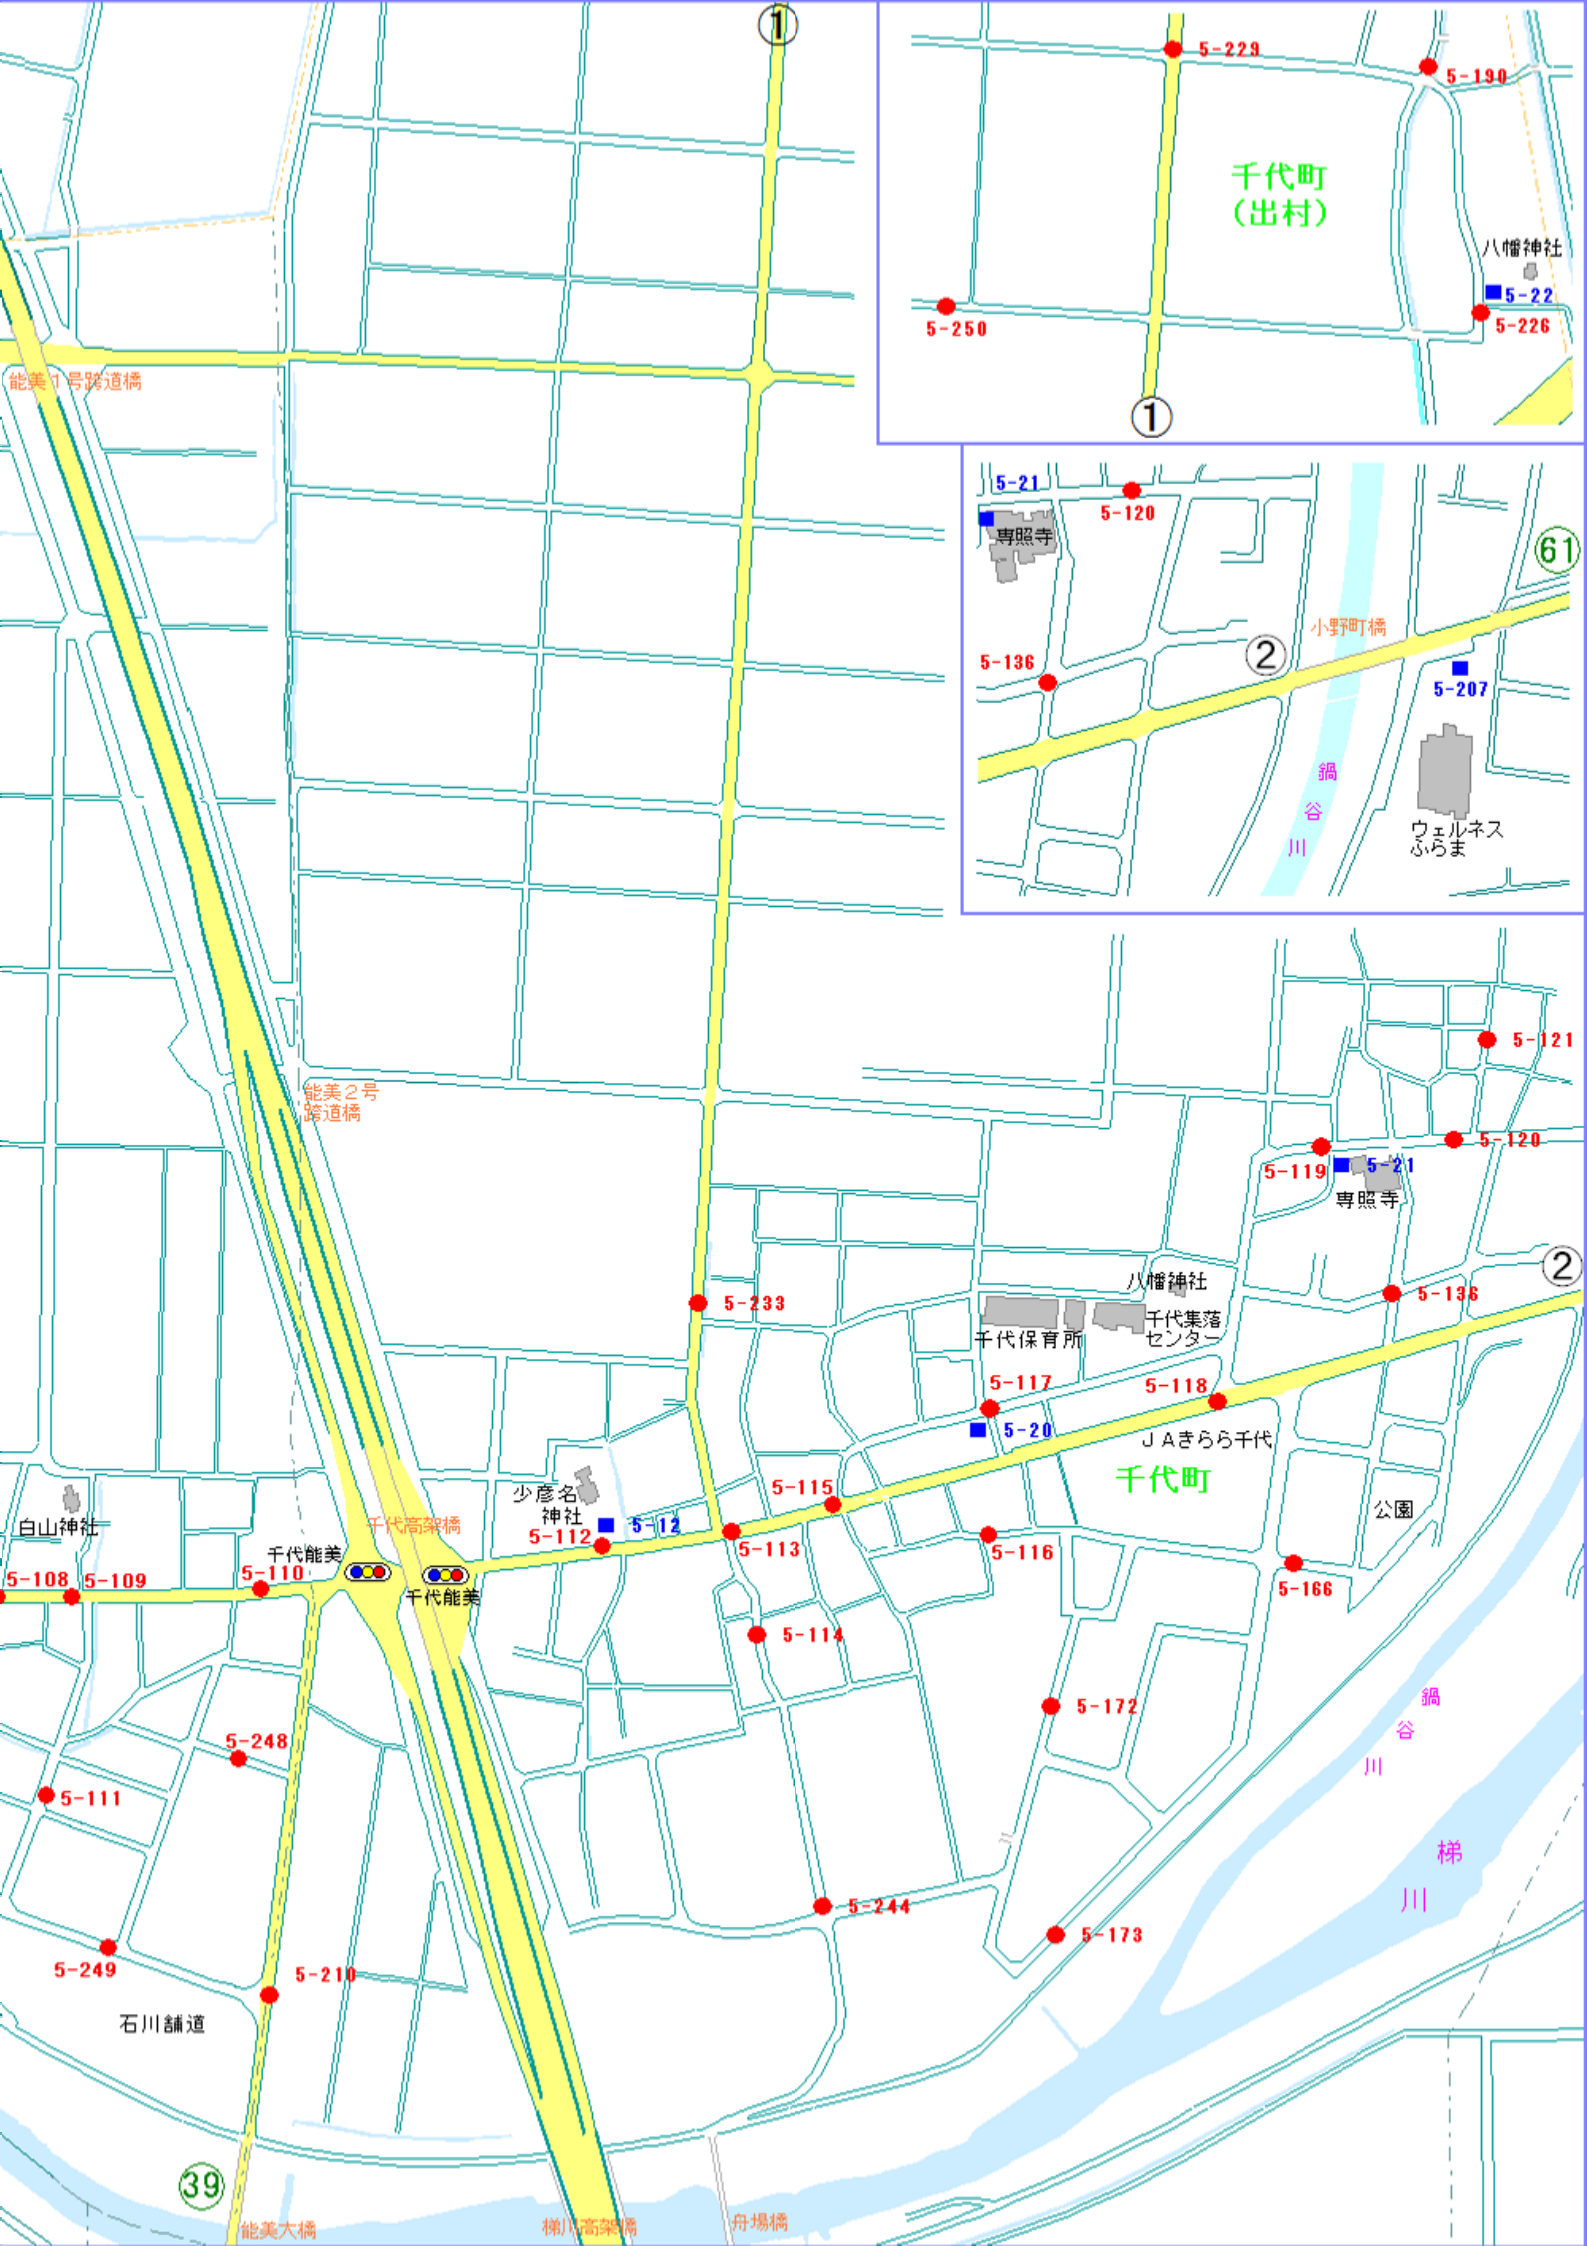 ①
5-229
5-190
千代町
(出村)
八幡神社
5-22
5-226
5-250
①
能美1号跨道橋
5-21
5-120
専照寺
61
小野町橋
②
5-136
5-207
鍋
谷
川
ウェルネス
ふらま
能美2号
跨道橋
5-121
5-120
5-119
5-21
専照寺
②
八幡神社
5-136
5-233
千代集落
センター
千代保育所
5-117
5-118
5-20
JAきらら千代
千代町
公園
少彦名
神社
5-115
白山神社
千代高架橋
5-112
5-12
5-113
5-116
千代能美
5-108
5-109
5-110
千代能美
5-166
5-114
鍋
谷
川
5-172
5-248
5-111
梯
川
5-244
5-173
5-249
5-210
石川舗道
39
能美大橋
梯川高架橋
舟場橋